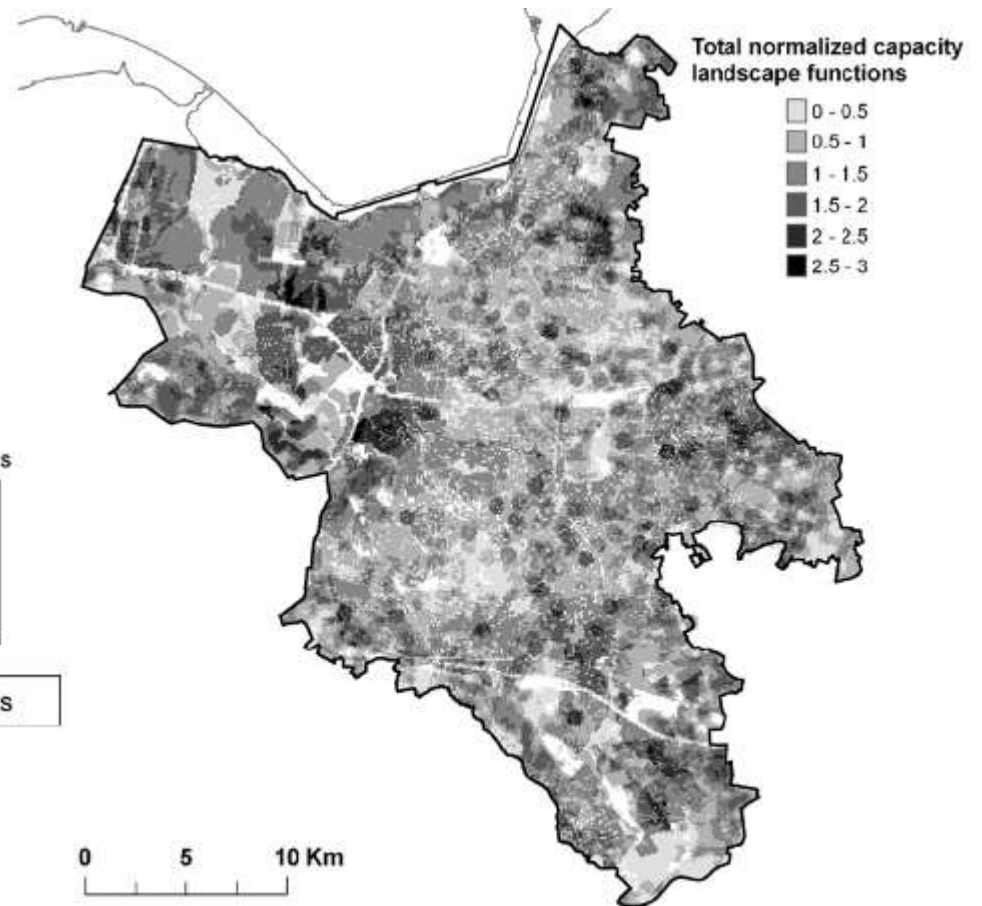 Total normalized capacity
landscape functions
0 - 0.5
0.5 - 1
1 - 1.5
1.5 - 2
2 - 2.5
2.5 - 3
s
s
0 5 10 Km